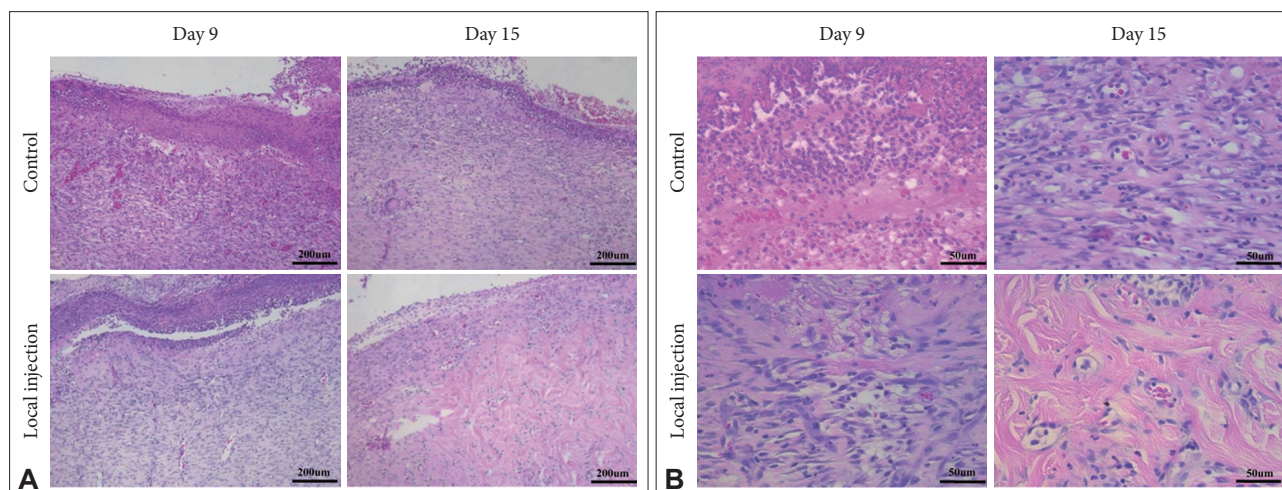 Day 9 Day 15
Control
200um 200um
Local injection
200um 200um
A
Day 9 Day 15
Control
50um 50um
Local injection
50um 50um
B